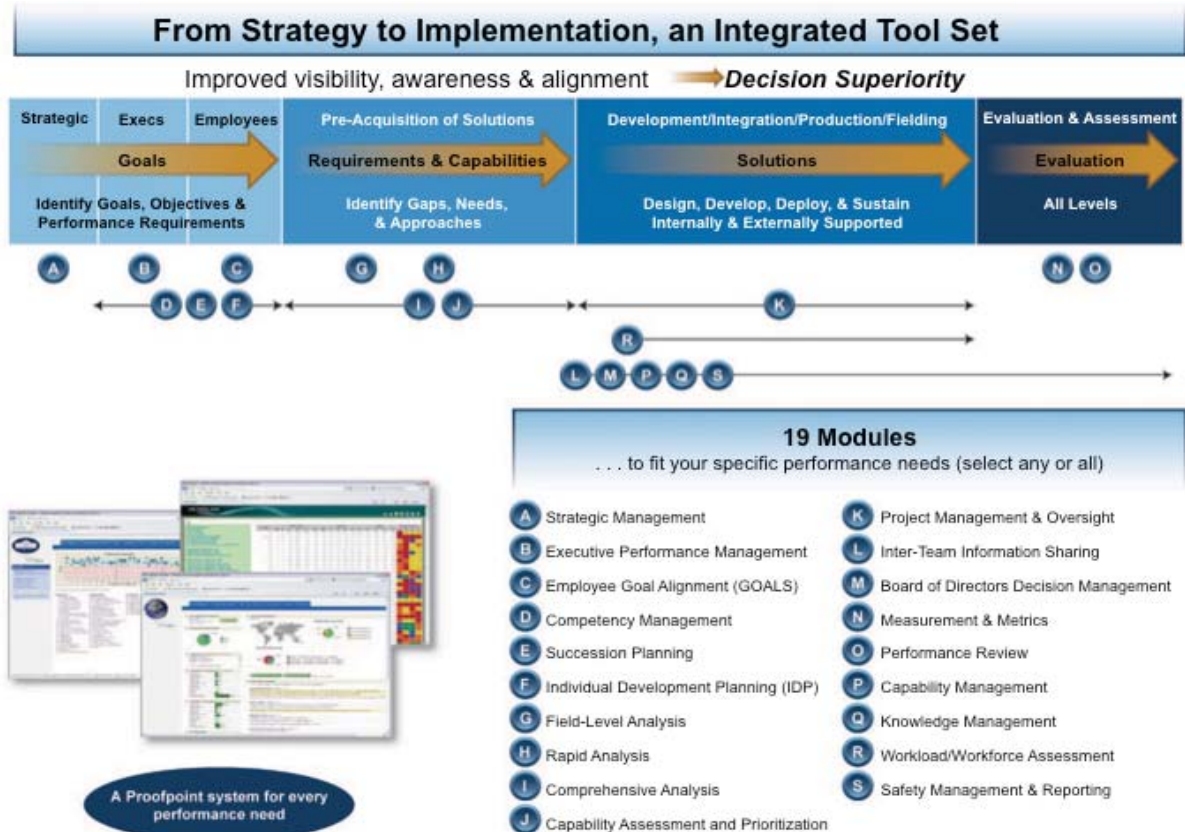 From Strategy to Implementation, an Integrated Tool Set
Improved visibility, awareness & alignment Decision Superiority
Strategic Execs Employees
Goals
Identify Goals, Objectives &
Performance Requirements
Pre-Acquisition of Solutions
Requirements & Capabilities
Identify Gaps, Needs,
& Approaches
Development/Integration/Production/Fielding
Solutions
Design, Develop, Deploy, & Sustain
Internally & Externally Supported
Evaluation & Assessment
Evaluation
All Levels
A B C G H N O
D E F I J K
R
L M P Q S
19 Modules
. . . to fit your specific performance needs (select any or all)
A Strategic Management
B Executive Performance Management
C Employee Goal Alignment (GOALS)
D Competency Management
E Succession Planning
F Individual Development Planning (IDP)
G Field-Level Analysis
H Rapid Analysis
I Comprehensive Analysis
J Capability Assessment and Prioritization
K Project Management & Oversight
L Inter-Team Information Sharing
M Board of Directors Decision Management
N Measurement & Metrics
O Performance Review
P Capability Management
Q Knowledge Management
R Workload/Workforce Assessment
S Safety Management & Reporting
A Proofpoint system for every
performance need